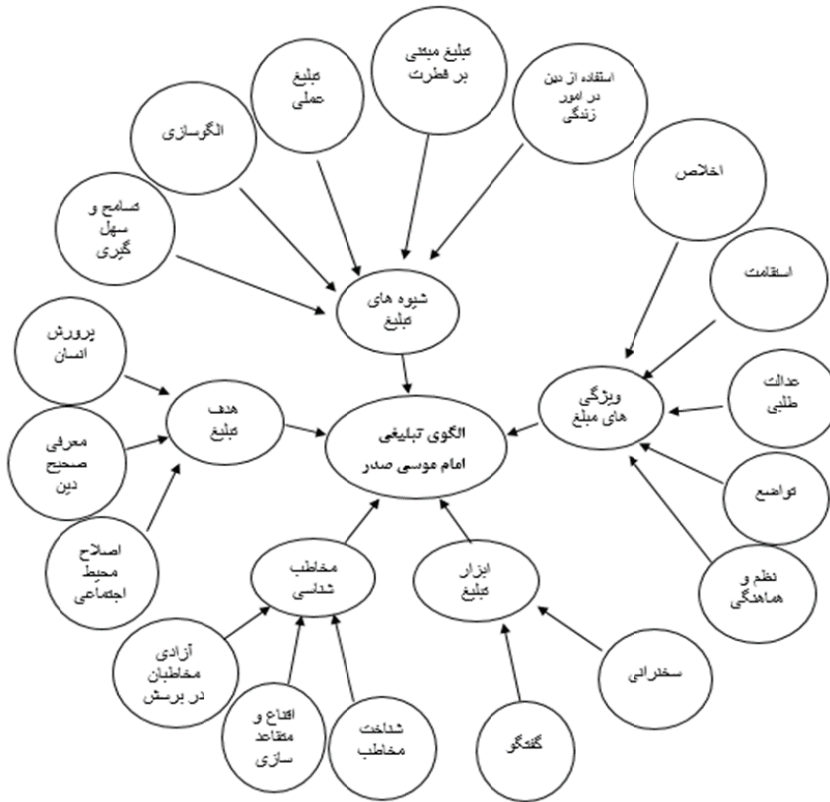 تبلیغ مبتنی
بر فطرت
استفاده از دین
در امور
زندگی
تبلیغ
عملی
الگوسازی
تسامح و
سهل
گیری
شیوه های
تبلیغ
اخلاص
استقامت
عدالت
طلبی
تواضع
نظم و
هماهنگی
ویژگی
های مبلغ
پرورش
انسان
معرفی
صحیح
دین
اصلاح
محیط
اجتماعی
هدف
تبلیغ
الگوی تبلیغی
امام موسی صدر
مخاطب
شناسی
ابزار
تبلیغ
آزادی
مخاطبان
در پرسش
اقناع و
متقاعد
سازی
شناخت
مخاطب
گفتگو
سخنرانی